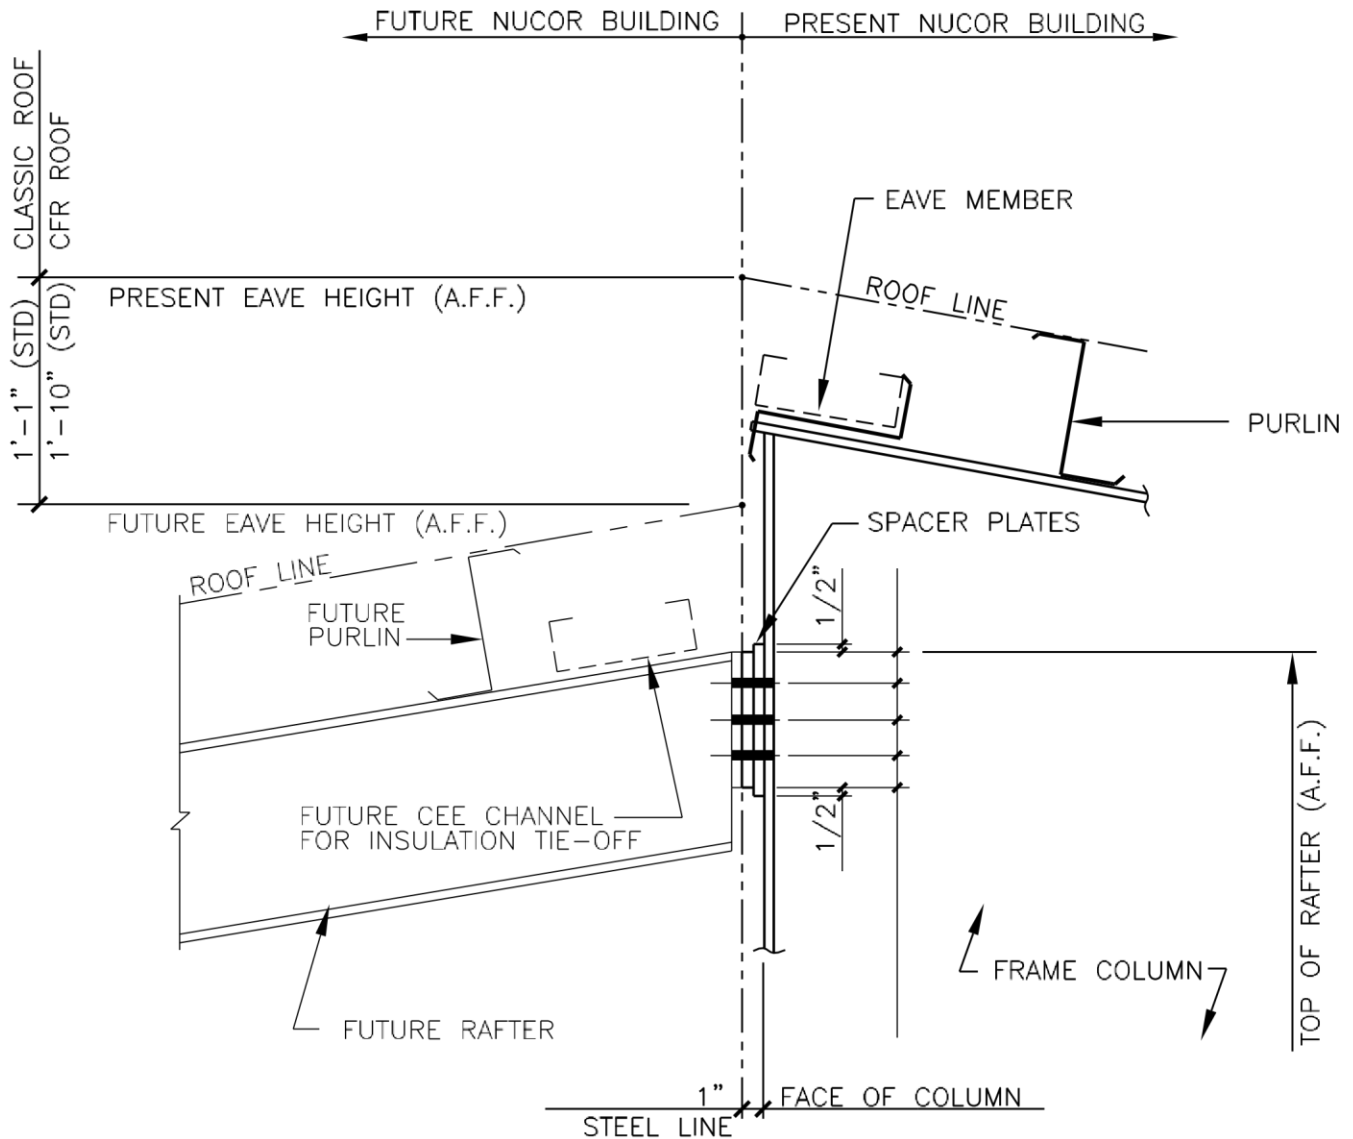 FUTURE NUCOR BUILDING
PRESENT NUCOR BUILDING
CLASSIC ROOF
CFR ROOF
1'-1" (STD)
1'-10" (STD)
EAVE MEMBER
PRESENT EAVE HEIGHT (A.F.F.)
ROOF LINE
PURLIN
FUTURE EAVE HEIGHT (A.F.F.)
SPACER PLATES
ROOF LINE
FUTURE
PURLIN
1/2"
1/2"
FUTURE CEE CHANNEL
FOR INSULATION TIE-OFF
TOP OF RAFTER (A.F.F.)
FRAME COLUMN
FUTURE RAFTER
1"
FACE OF COLUMN
STEEL LINE